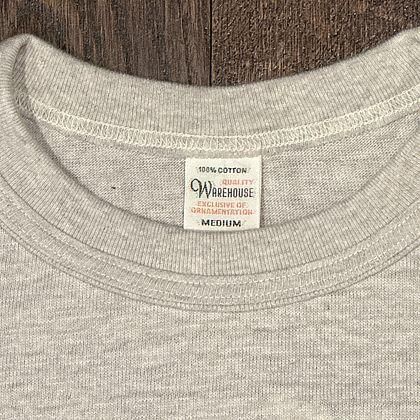 100% COTTON
QUALITY
WAREHOUSE
EXCLUSIVE OF
ORNAMENTATION
MEDIUM